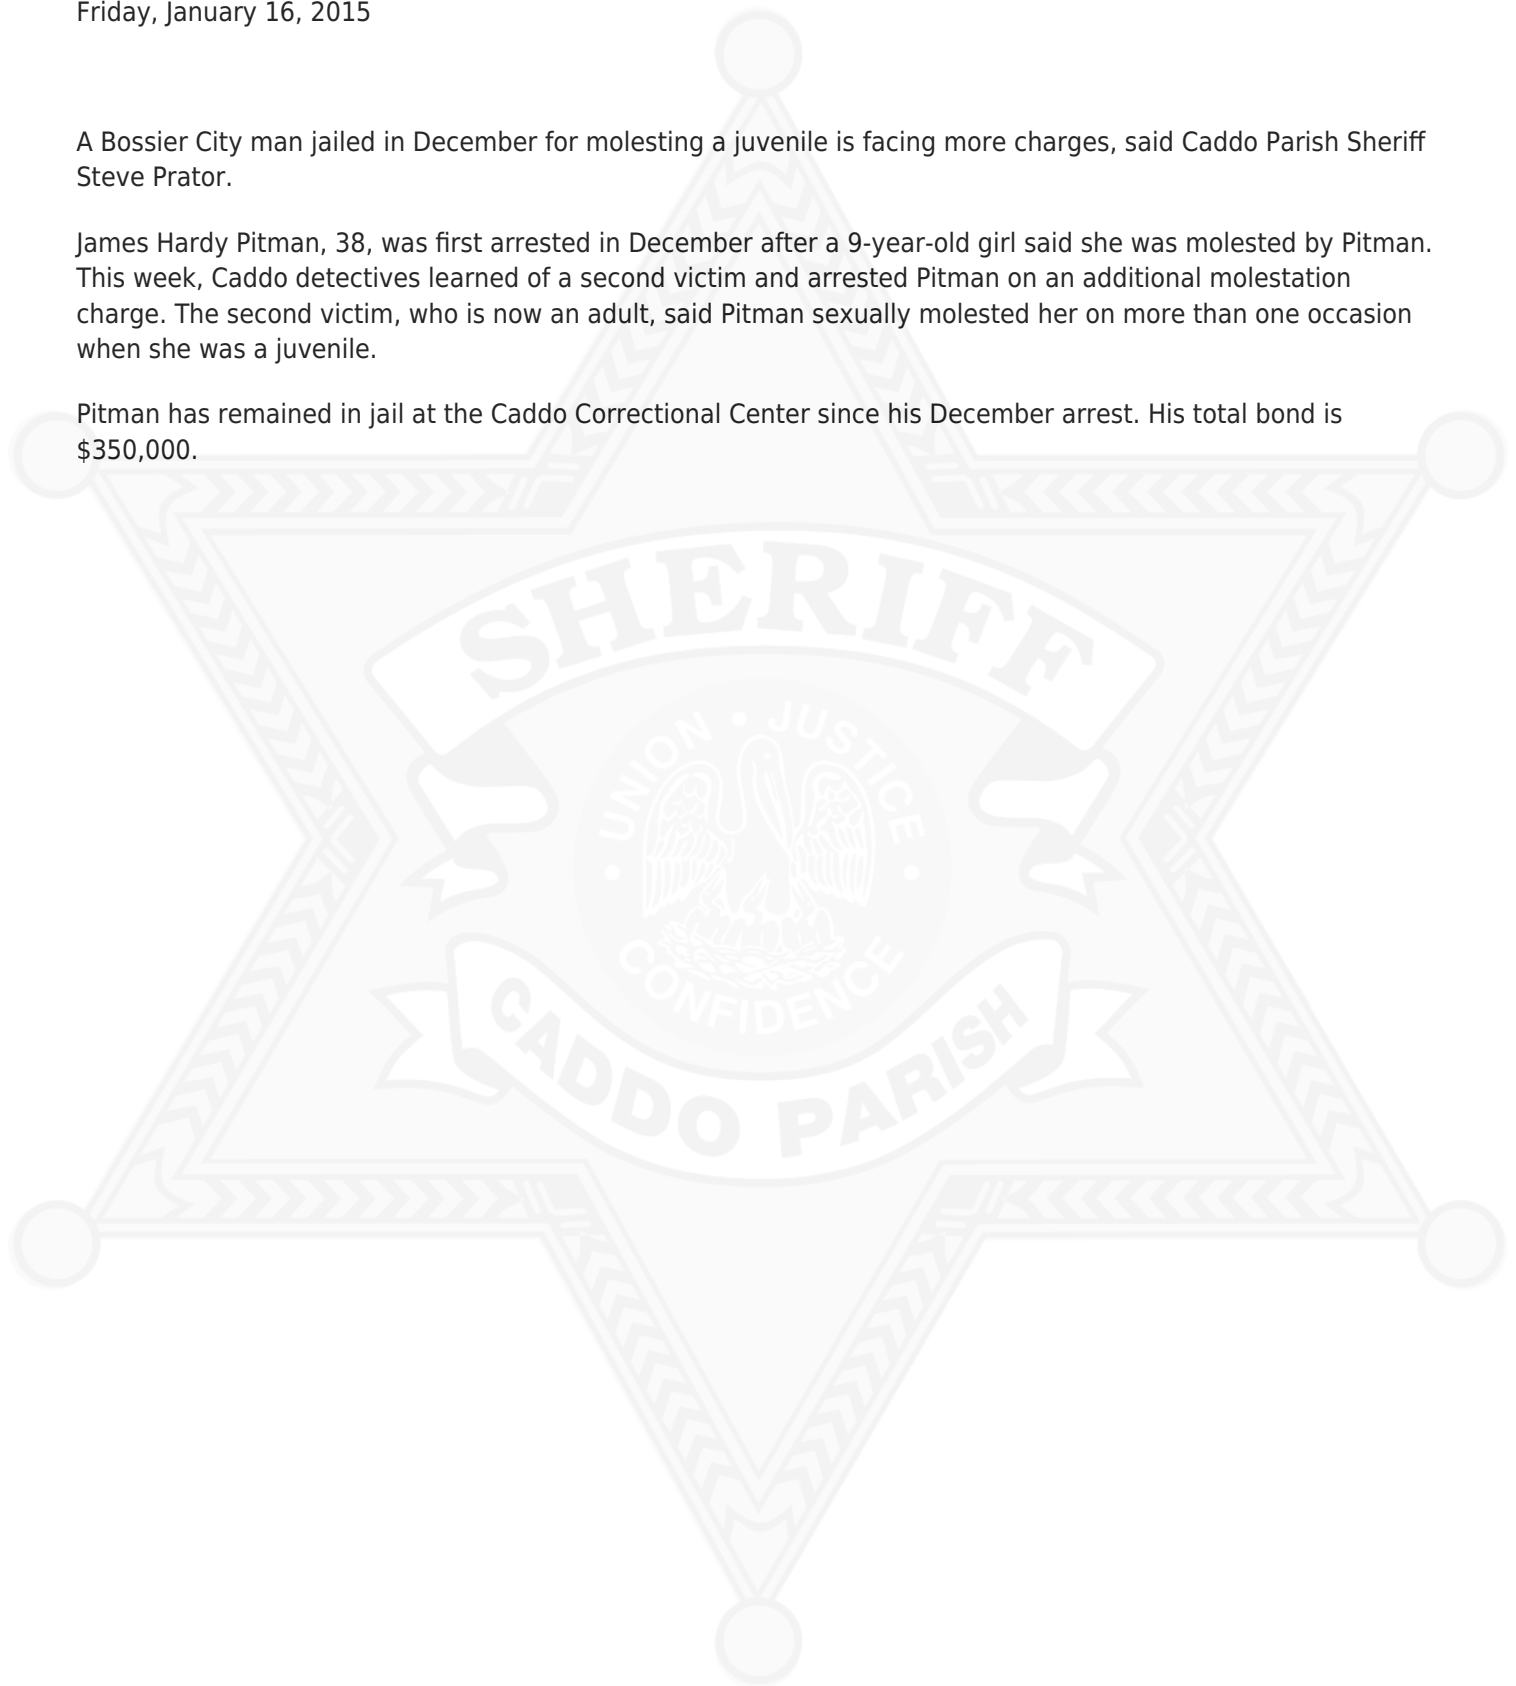 Friday, January 16, 2015
A Bossier City man jailed in December for molesting a juvenile is facing more charges, said Caddo Parish Sheriff
Steve Prator.
James Hardy Pitman, 38, was first arrested in December after a 9-year-old girl said she was molested by Pitman.
This week, Caddo detectives learned of a second victim and arrested Pitman on an additional molestation
charge. The second victim, who is now an adult, said Pitman sexually molested her on more than one occasion
when she was a juvenile.
Pitman has remained in jail at the Caddo Correctional Center since his December arrest. His total bond is
$350,000.
SHERIFF
UNION • JUSTICE •
• CONFIDENCE
CADDO PARISH